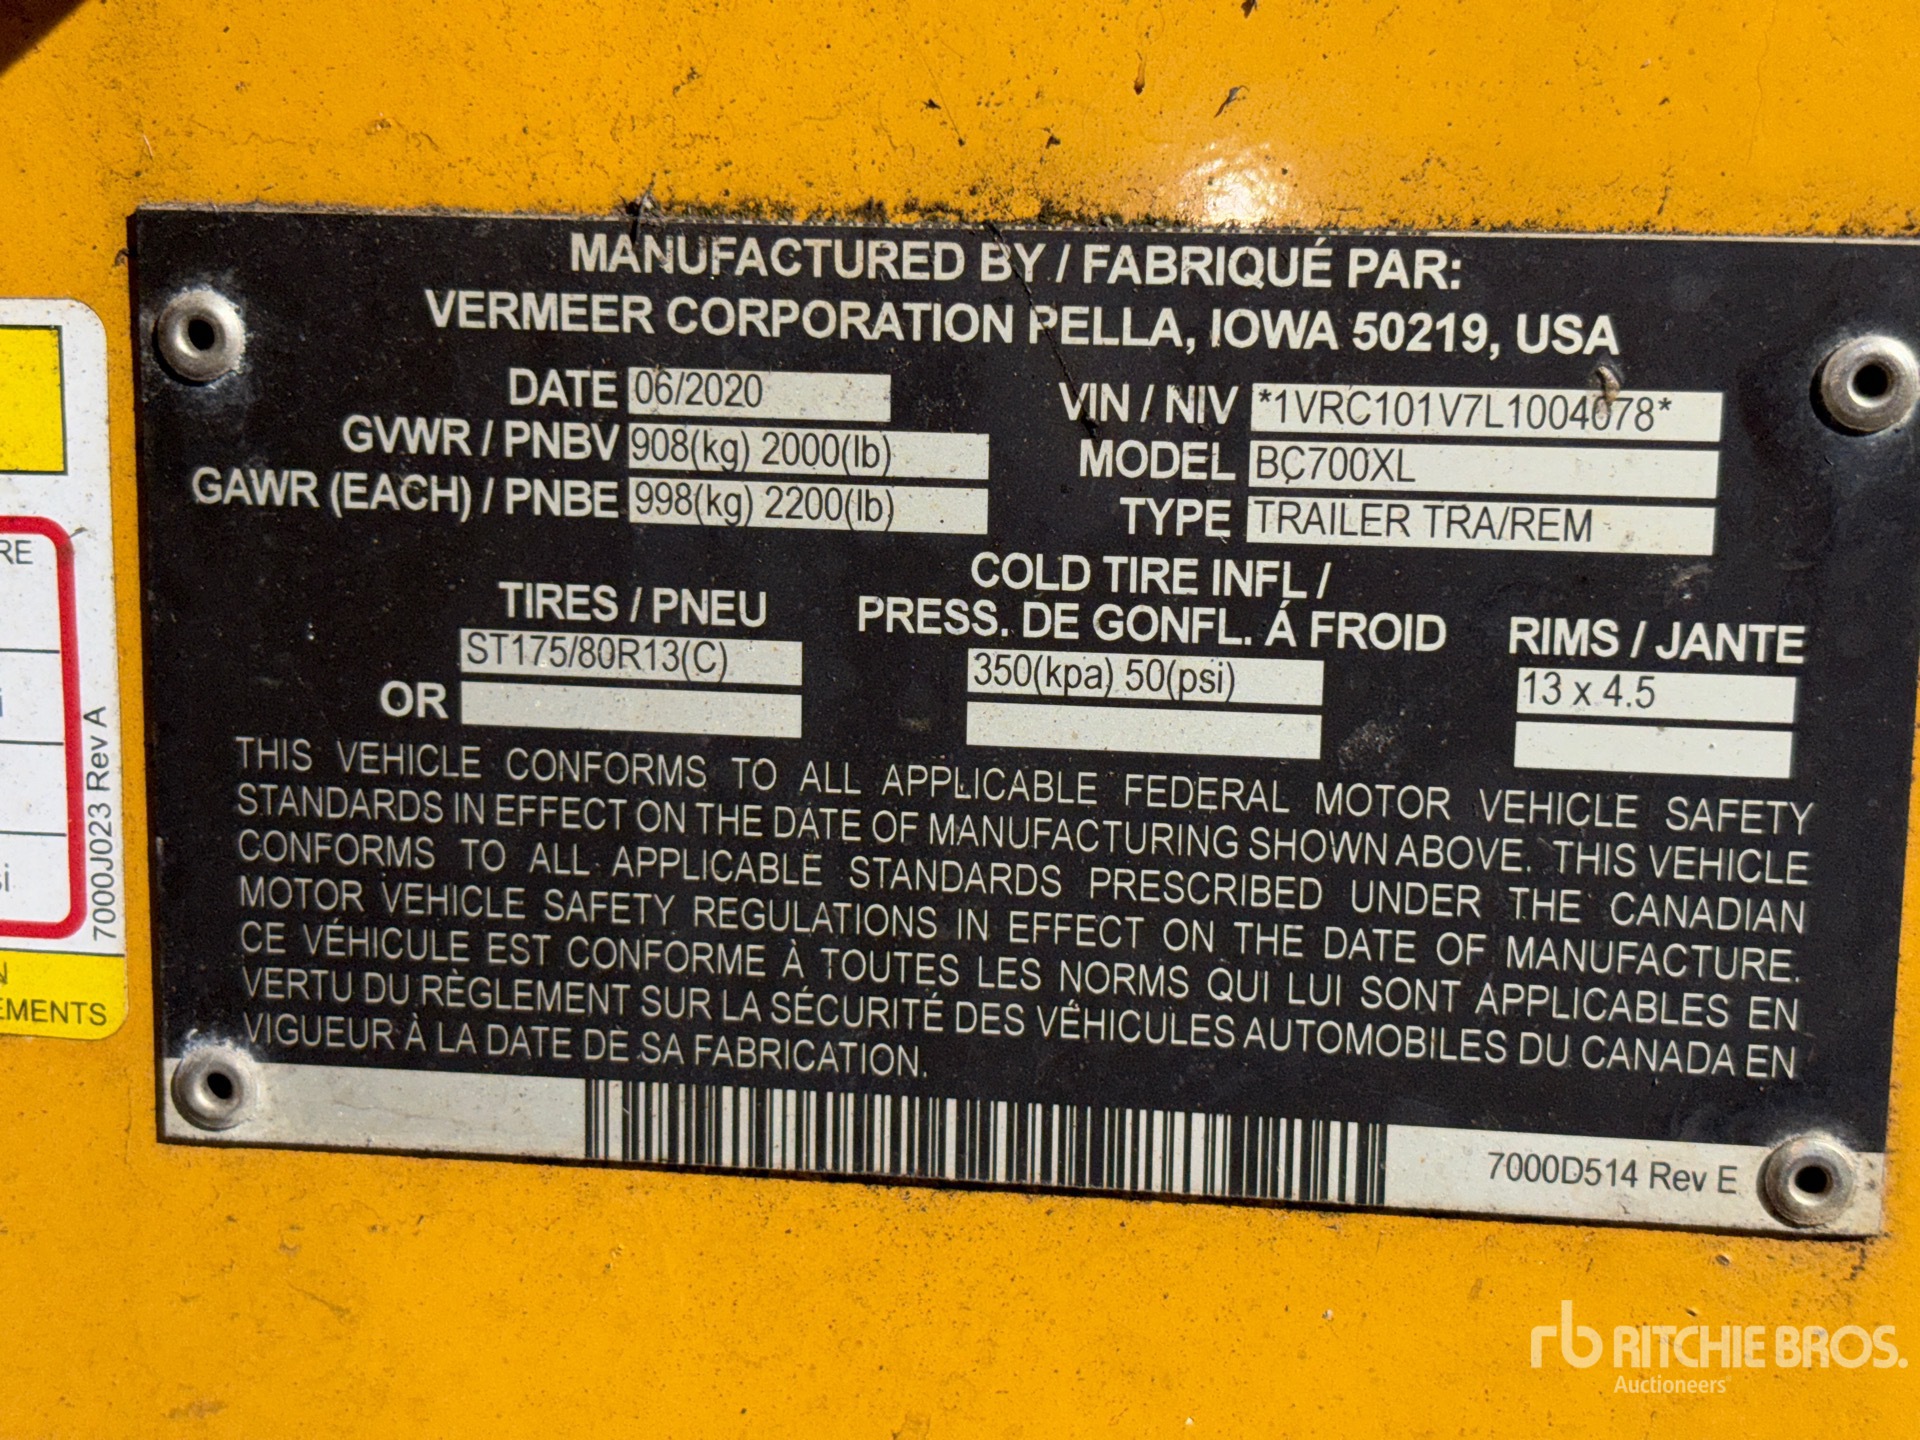 MANUFACTURED BY / FABRIQUÉ PAR:
VERMEER CORPORATION PELLA, IOWA 50219, USA
DATE 06/2020
VIN / NIV *1VRC101V7L1004078*
GVWR / PNBV 908(kg) 2000(lb)
MODEL BC700XL
GAWR (EACH) / PNBE 998(kg) 2200(lb)
TYPE TRAILER TRA/REM
TIRES / PNEU
COLD TIRE INFL /
PRESS. DE GONFL. Á FROID
RIMS / JANTE
ST175/80R13(C)
350(kpa) 50(psi)
13 x 4.5
OR
THIS VEHICLE CONFORMS TO ALL APPLICABLE FEDERAL MOTOR VEHICLE SAFETY
STANDARDS IN EFFECT ON THE DATE OF MANUFACTURING SHOWN ABOVE. THIS VEHICLE
CONFORMS TO ALL APPLICABLE STANDARDS PRESCRIBED UNDER THE CANADIAN
MOTOR VEHICLE SAFETY REGULATIONS IN EFFECT ON THE DATE OF MANUFACTURE.
CE VÉHICULE EST CONFORME À TOUTES LES NORMS QUI LUI SONT APPLICABLES EN
VERTU DU RÈGLEMENT SUR LA SÉCURITÉ DES VÉHICULES AUTOMOBILES DU CANADA EN
VIGUEUR À LA DATE DE SA FABRICATION.
7000D514 Rev E
7000J023 Rev A
rb RITCHIE BROS.
Auctioneers